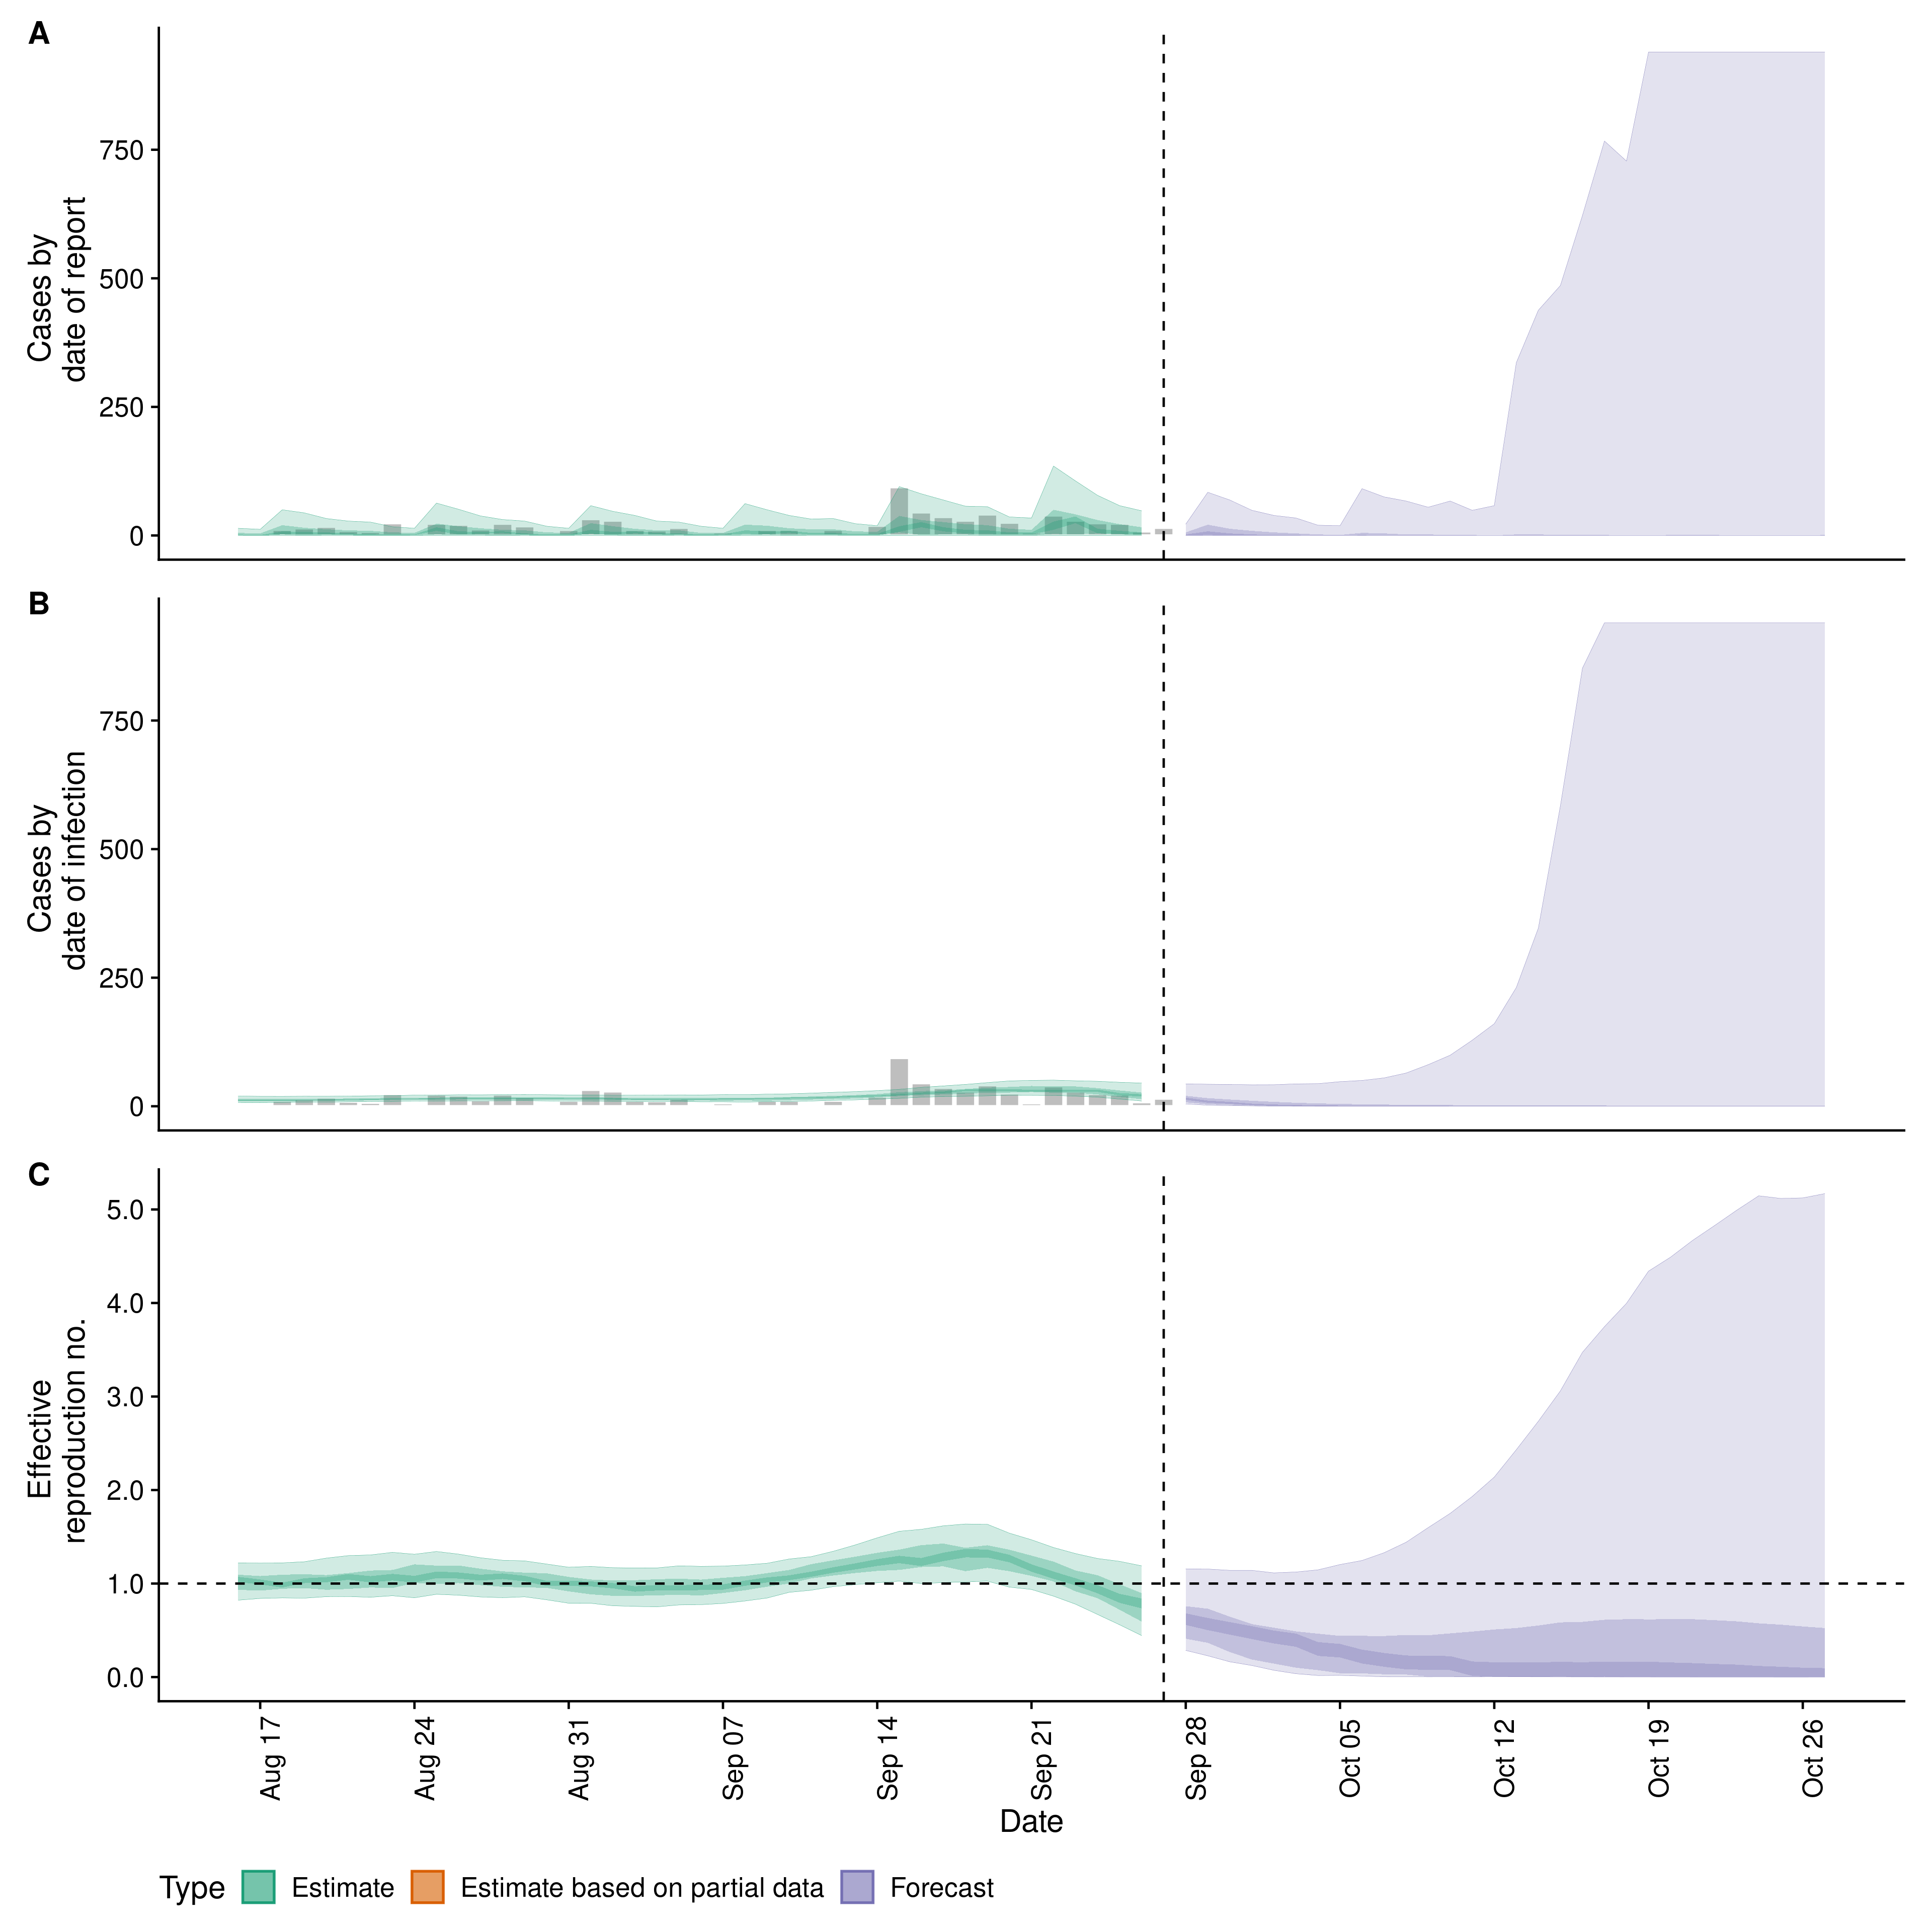 A
Cases by
date of report
750
500
250
0
B
Cases by
date of infection
750
500
250
0
C
Effective
reproduction no.
5.0
4.0
3.0
2.0
1.0
0.0
Aug 17
Aug 24
Aug 31
Sep 07
Sep 14
Sep 21
Sep 28
Oct 05
Oct 12
Oct 19
Oct 26
Date
Type Estimate Estimate based on partial data Forecast